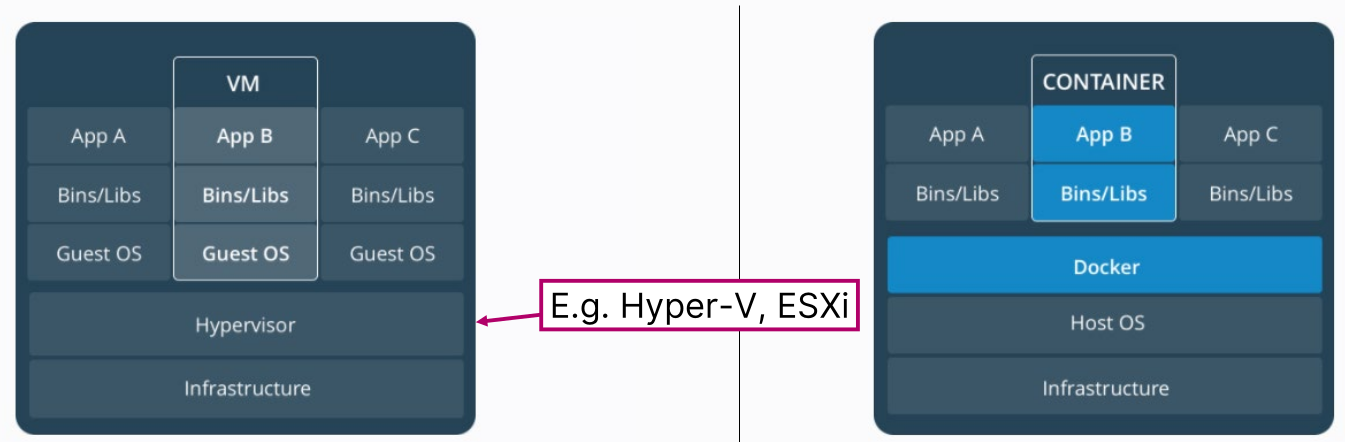 VM
App A
App B
App C
Bins/Libs
Bins/Libs
Bins/Libs
Guest OS
Guest OS
Guest OS
Hypervisor
Infrastructure
E.g. Hyper-V, ESXi
CONTAINER
App A
App B
App C
Bins/Libs
Bins/Libs
Bins/Libs
Docker
Host OS
Infrastructure